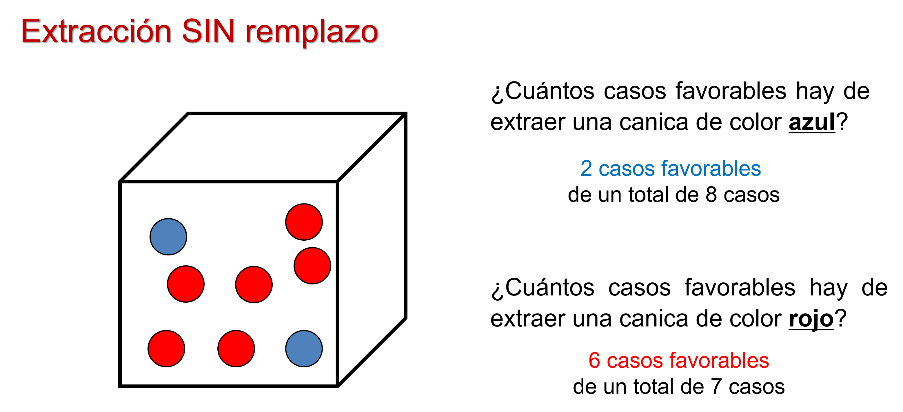 Extracción SIN remplazo
¿Cuántos casos favorables hay de
extraer una canica de color azul?
2 casos favorables
de un total de 8 casos
¿Cuántos casos favorables hay de
extraer una canica de color rojo?
6 casos favorables
de un total de 7 casos